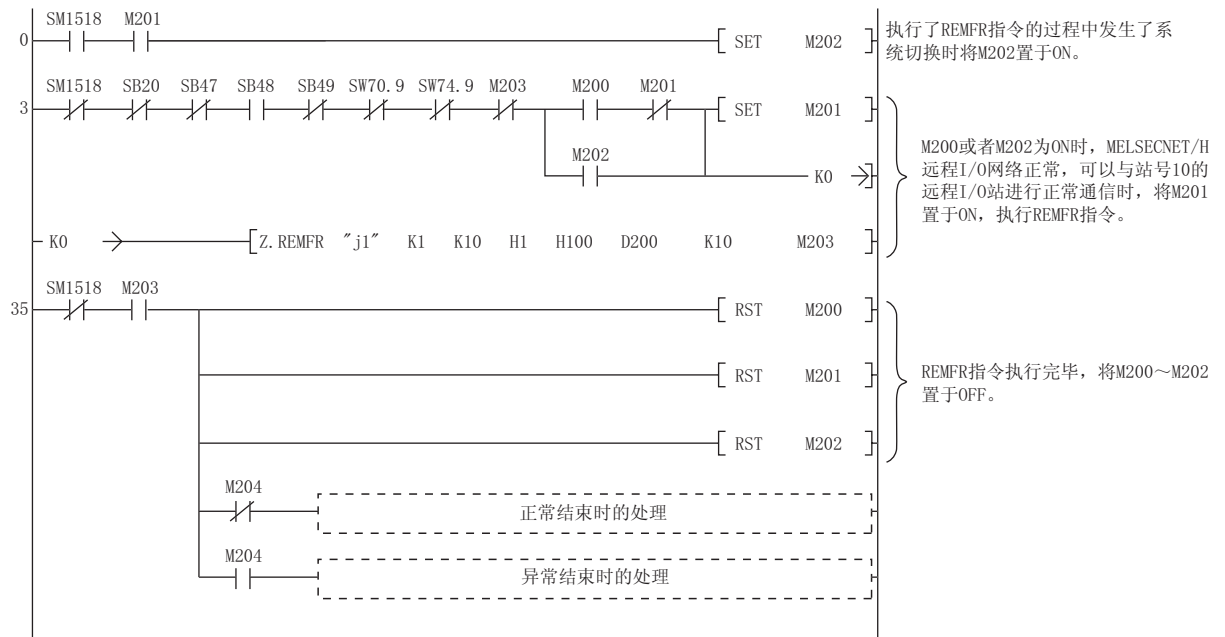 SM1518 M201
0 SET M202
执行了REMFR指令的过程中发生了系
统切换时将M202置于ON。
SM1518 SB20 SB47 SB48 SB49 SW70.9 SW74.9 M203 M200 M201
3 SET M201
M202
K0
M200或者M202为ON时，MELSECNET/H
远程I/O网络正常，可以与站号10的
远程I/O站进行正常通信时，将M201
置于ON，执行REMFR指令。
K0 Z.REMFR "j1" K1 K10 H1 H100 D200 K10 M203
SM1518 M203
35 RST M200
RST M201
REMFR指令执行完毕，将M200～M202
置于OFF。
RST M202
M204
正常结束时的处理
M204
异常结束时的处理